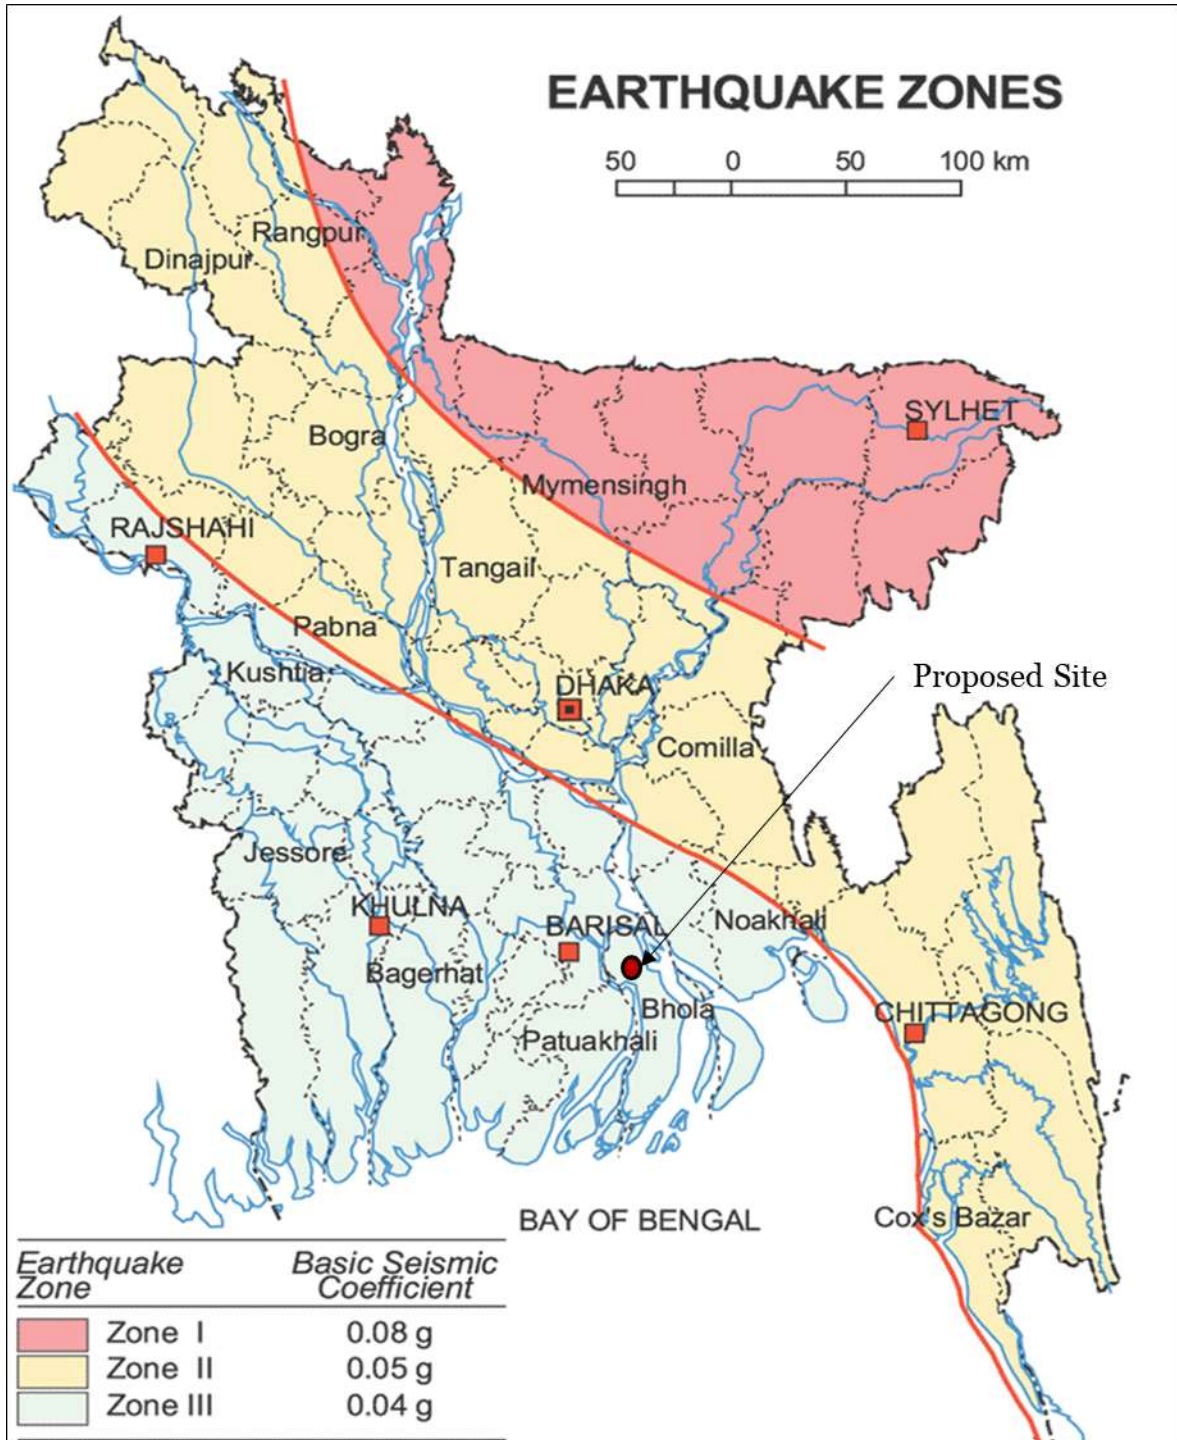 EARTHQUAKE ZONES
50 0 50 100 km
Rangpur
Dinajpur
SYLHET
Bogra
Mymensingh
RAJSHAHI
Tangail
Pabna
Kushtia
DHAKA
Proposed Site
Comilla
Jessore
KHULNA
BARISAL
Noakhali
Bagerhat
Bhola
CHITTAGONG
Patuakhali
Cox's Bazar
BAY OF BENGAL
Earthquake Zone
Basic Seismic Coefficient
Zone I 0.08 g
Zone II 0.05 g
Zone III 0.04 g